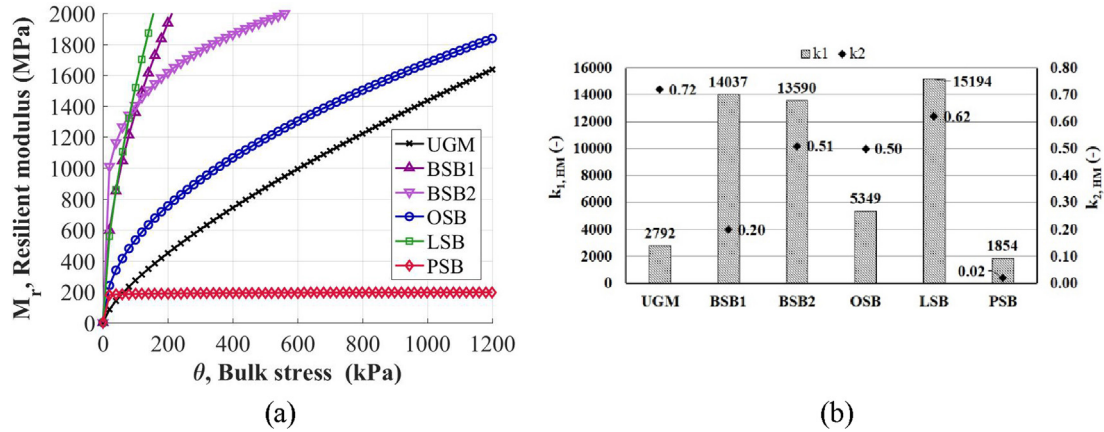 2000
1800
1600
1400
1200
1000
800
600
400
200
0
M_r, Resilient modulus (MPa)
UGM
BSB1
BSB2
OSB
LSB
PSB
0 200 400 600 800 1000 1200
θ, Bulk stress (kPa)
(a)
k1 k2
16000
14000
12000
10000
8000
6000
4000
2000
0
k1, HM (-)
0.72
14037
13590
15194
0.62
0.51
0.50
5349
2792
0.20
1854
0.02
0.80
0.70
0.60
0.50
0.40
0.30
0.20
0.10
0.00
k2, HM (-)
UGM BSB1 BSB2 OSB LSB PSB
(b)